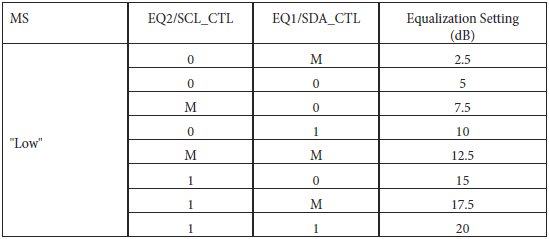 MS EQ2/SCL_CTL EQ1/SDA_CTL Equalization Setting
(dB)
"Low"
0 M 2.5
0 0 5
M 0 7.5
0 1 10
M M 12.5
1 0 15
1 M 17.5
1 1 20